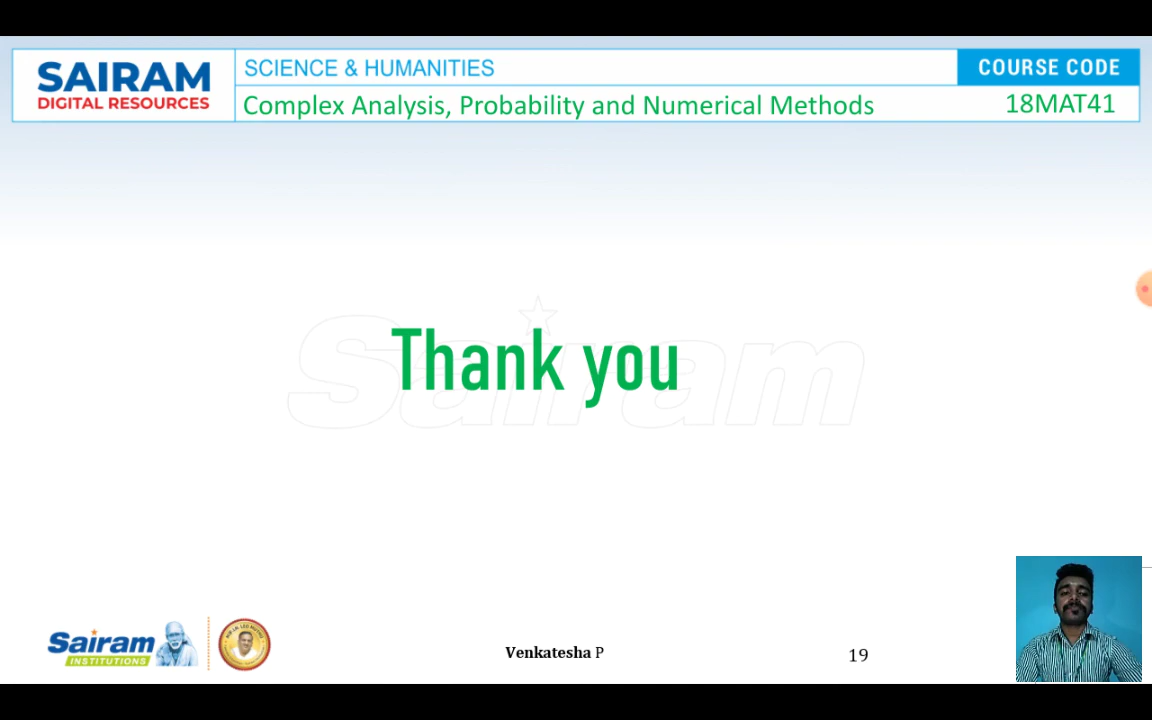 SAIRAM
DIGITAL RESOURCES
SCIENCE & HUMANITIES
COURSE CODE
Complex Analysis, Probability and Numerical Methods
18MAT41
Sairam
Thank you
Sairam
INSTITUTIONS
Venkatesha P
19